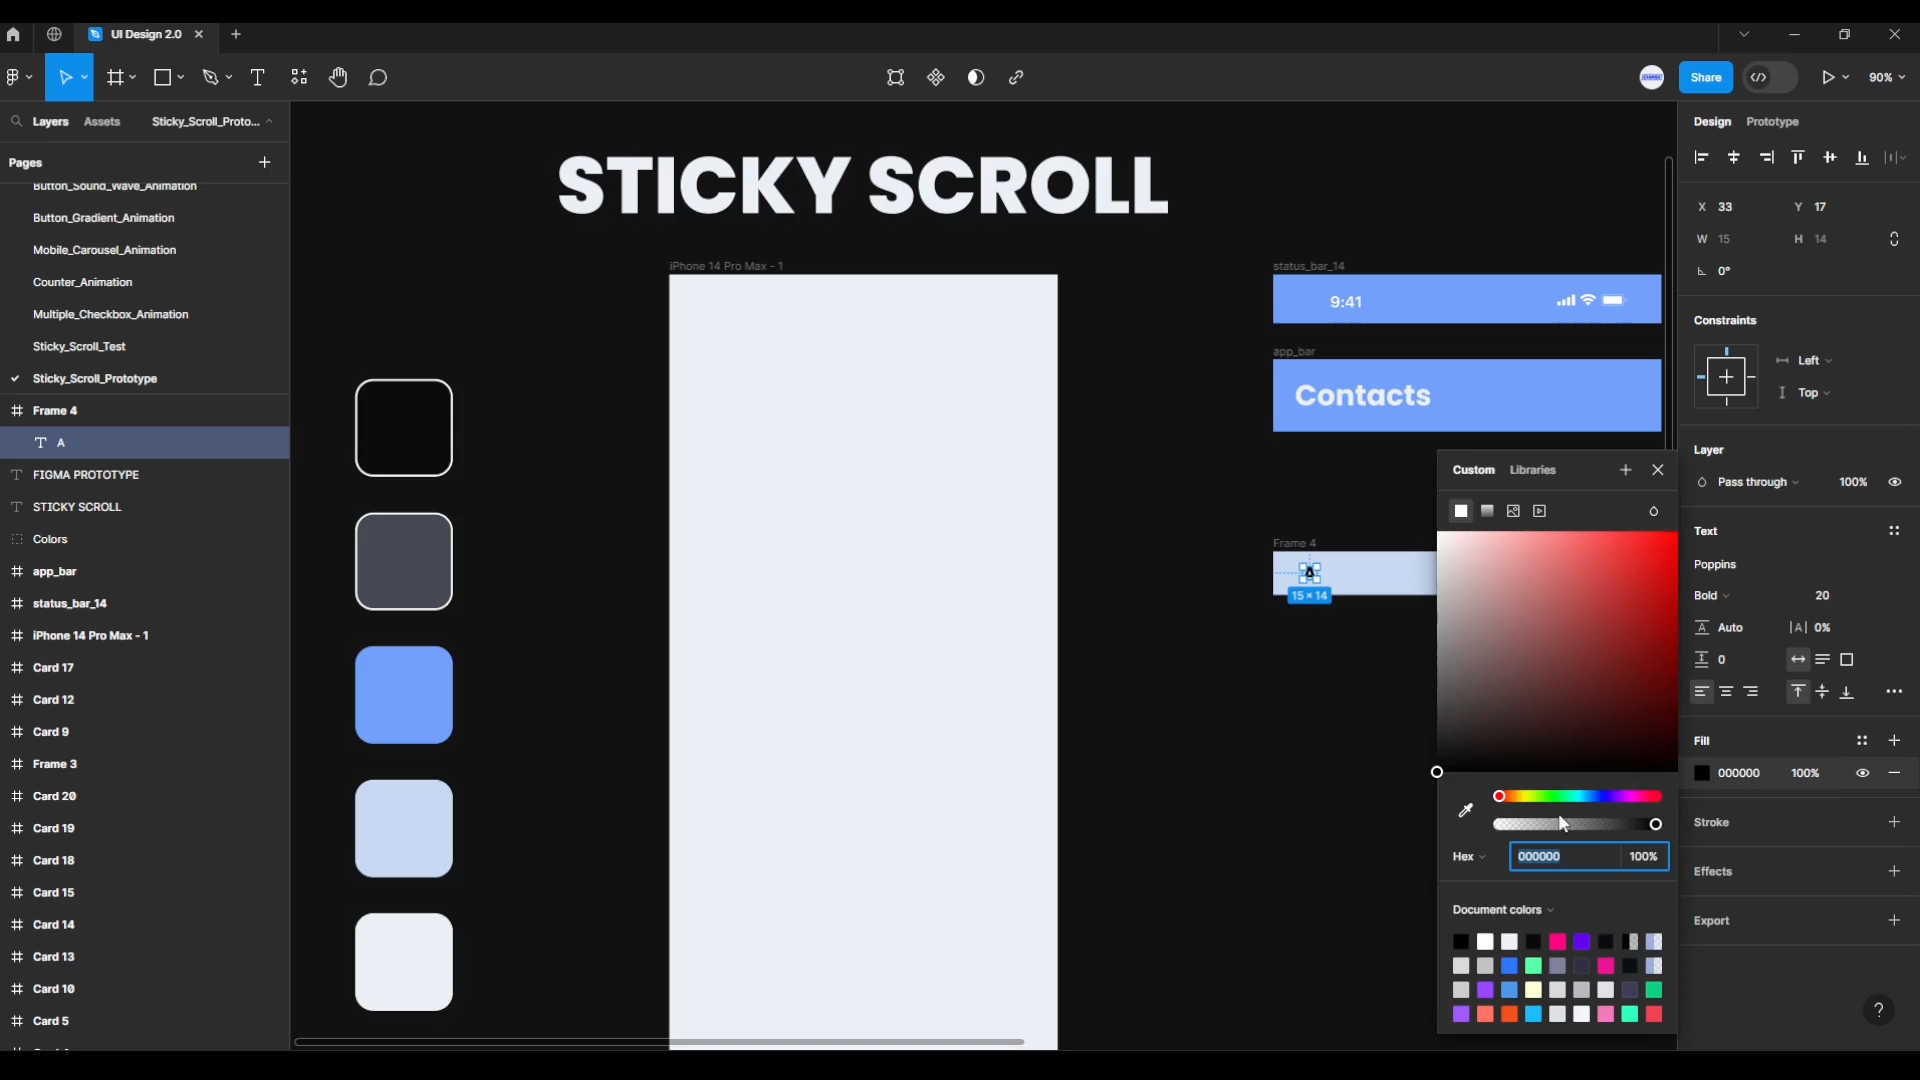 UI Design 2.0
Share
90%
Layers
Assets
Sticky_Scroll_Proto...
Pages
Button_Sound_Wave_Animation
Button_Gradient_Animation
Mobile_Carousel_Animation
Counter_Animation
Multiple_Checkbox_Animation
Sticky_Scroll_Test
Sticky_Scroll_Prototype
Frame 4
A
FIGMA PROTOTYPE
STICKY SCROLL
Colors
app_bar
status_bar_14
iPhone 14 Pro Max - 1
Card 17
Card 12
Card 9
Frame 3
Card 20
Card 19
Card 18
Card 15
Card 14
Card 13
Card 10
Card 5
STICKY SCROLL
iPhone 14 Pro Max - 1
status_bar_14
9:41
app_bar
Contacts
Frame 4
A
15 × 14
Custom
Libraries
Hex
000000
100%
Document colors
Design
Prototype
X 33
Y 17
W 15
H 14
0°
Constraints
Left
Top
Layer
Pass through
100%
Text
Poppins
Bold
20
Auto
|A| 0%
0
Fill
000000
100%
Stroke
Effects
Export
?